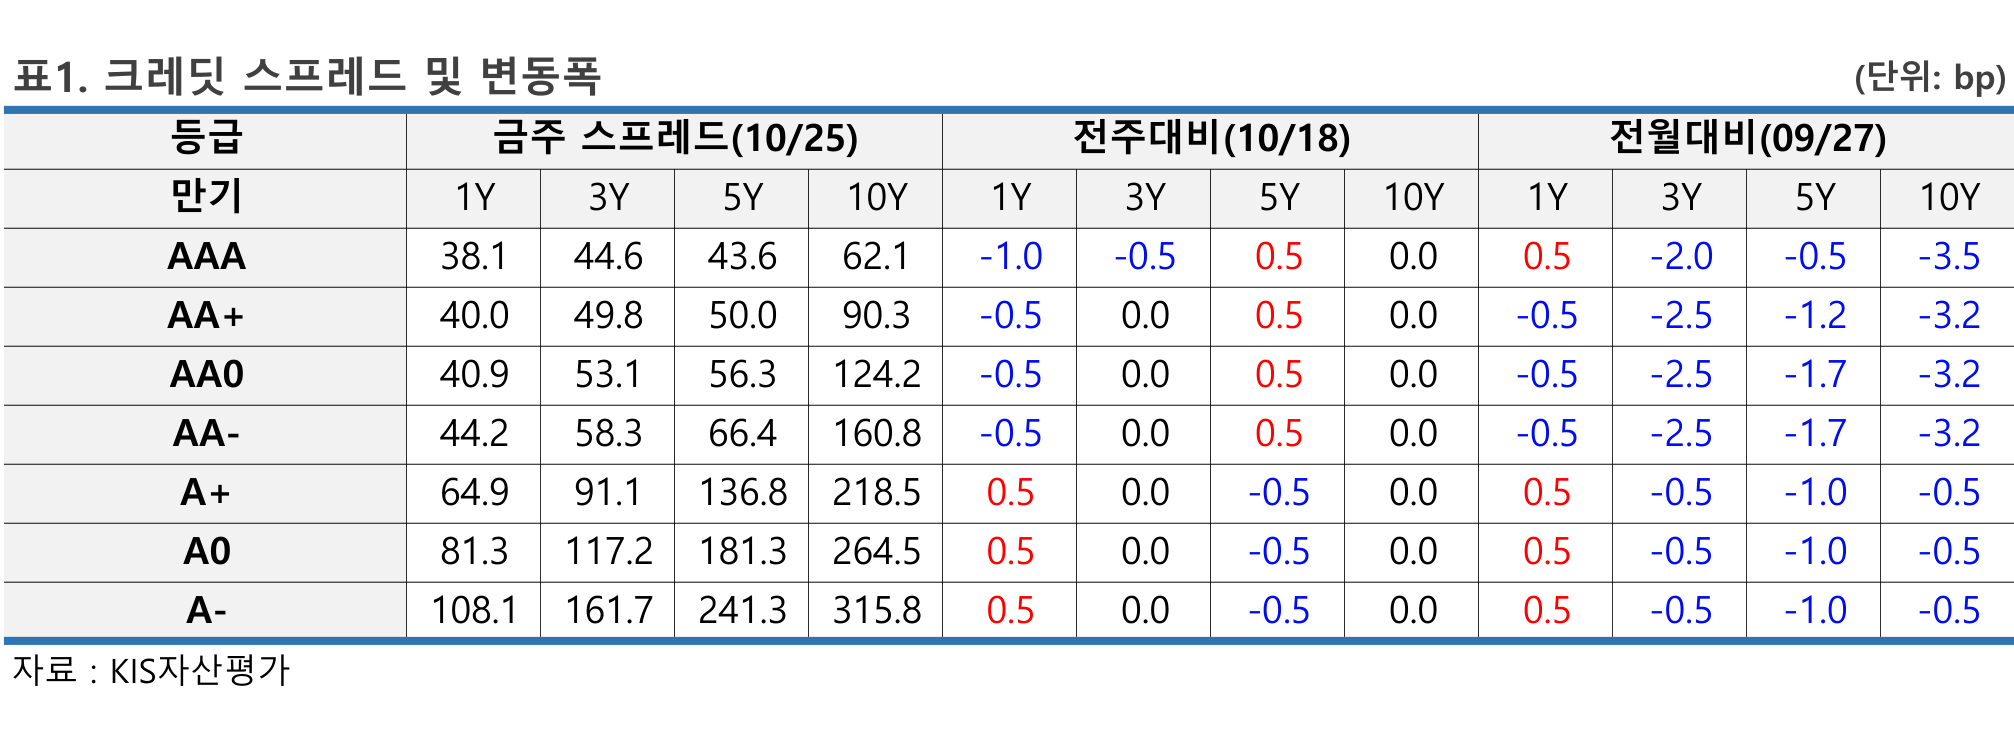 표1. 크레딧 스프레드 및 변동폭 (단위: bp)
등급 금주 스프레드(10/25) 전주대비(10/18) 전월대비(09/27)
만기 1Y 3Y 5Y 10Y 1Y 3Y 5Y 10Y 1Y 3Y 5Y 10Y
AAA 38.1 44.6 43.6 62.1 -1.0 -0.5 0.5 0.0 0.5 -2.0 -0.5 -3.5
AA+ 40.0 49.8 50.0 90.3 -0.5 0.0 0.5 0.0 -0.5 -2.5 -1.2 -3.2
AA0 40.9 53.1 56.3 124.2 -0.5 0.0 0.5 0.0 -0.5 -2.5 -1.7 -3.2
AA- 44.2 58.3 66.4 160.8 -0.5 0.0 0.5 0.0 -0.5 -2.5 -1.7 -3.2
A+ 64.9 91.1 136.8 218.5 0.5 0.0 -0.5 0.0 0.5 -0.5 -1.0 -0.5
A0 81.3 117.2 181.3 264.5 0.5 0.0 -0.5 0.0 0.5 -0.5 -1.0 -0.5
A- 108.1 161.7 241.3 315.8 0.5 0.0 -0.5 0.0 0.5 -0.5 -1.0 -0.5
자료 : KIS자산평가